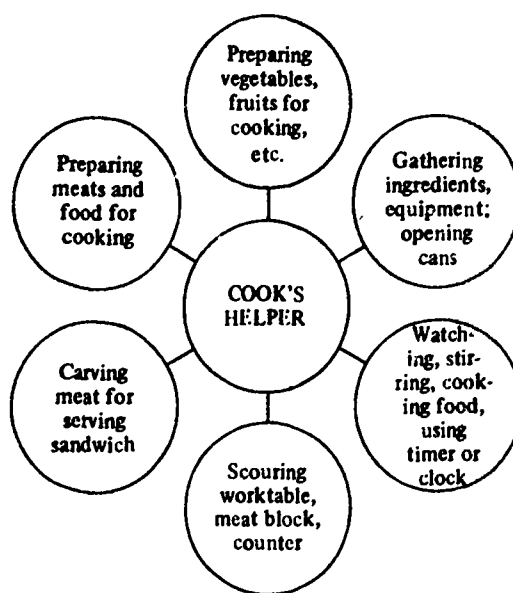 Preparing
vegetables,
fruits for
cooking,
etc.
Gathering
ingredients,
equipment;
opening
cans
Watch-
ing, stir-
ring, cook-
ing food,
using
timer or
clock
Scouring
worktable,
meat block,
counter
Carving
meat for
serving
sandwich
Preparing
meats and
food for
cooking
COOK'S
HELPER